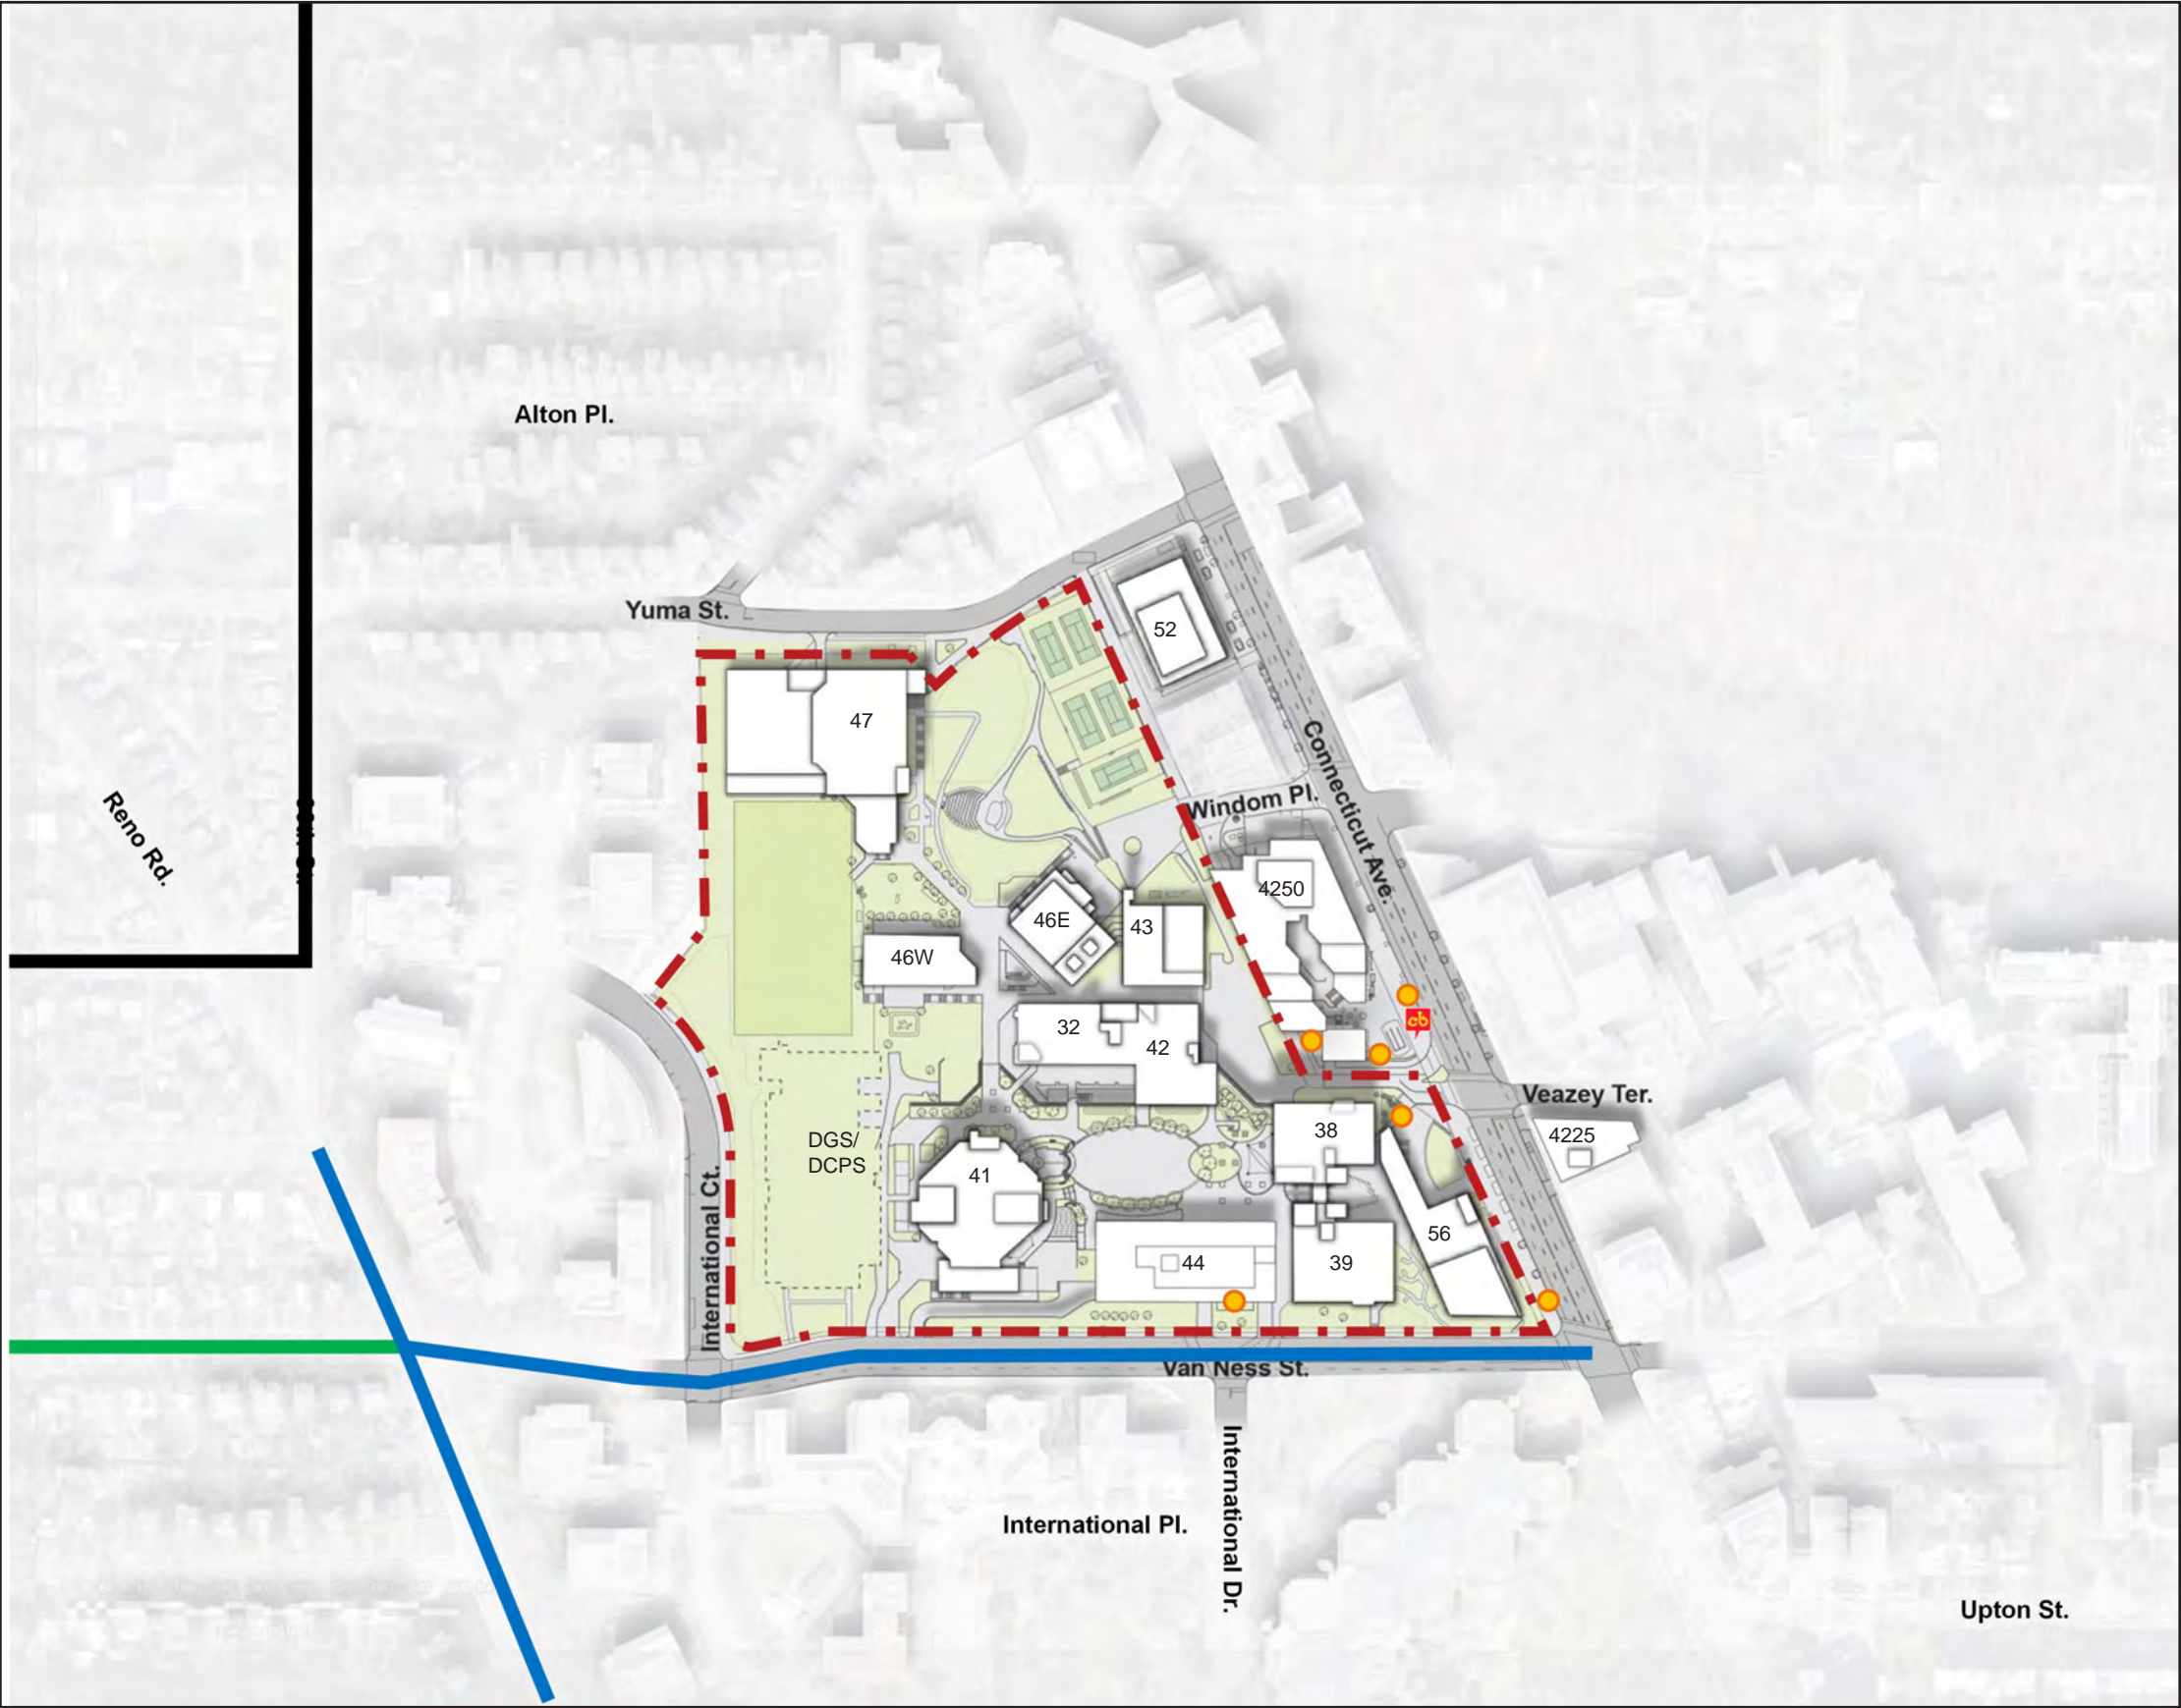 Alton Pl.
Yuma St.
52
47
Connecticut Ave.
Windom Pl.
Reno Rd.
4250
46E
43
46W
cb
32
42
Veazey Ter.
4225
38
DGS/
DCPS
41
International Ct.
56
44
39
Van Ness St.
International Dr.
International Pl.
Upton St.